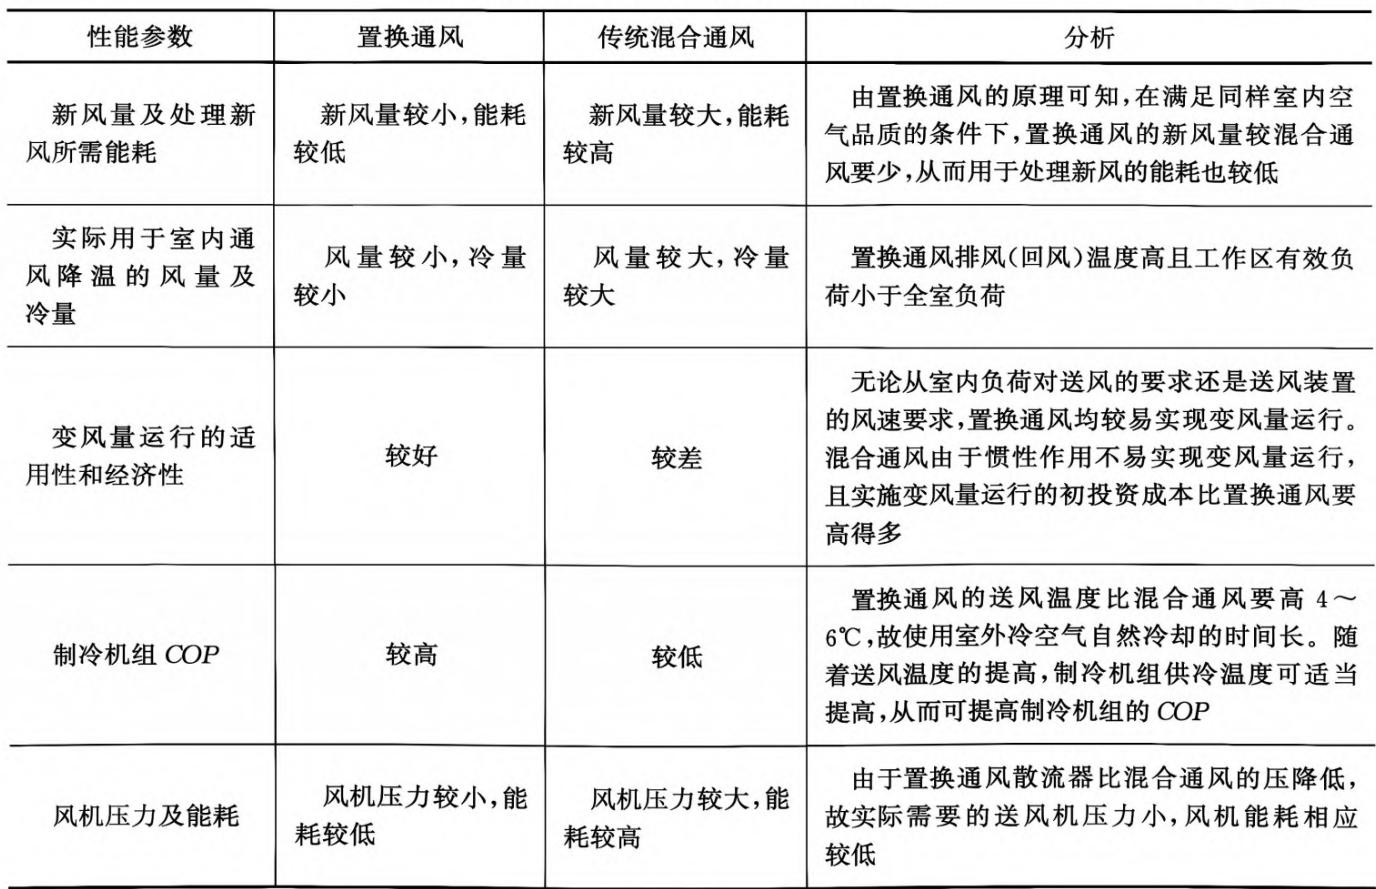 性能参数
置换通风
传统混合通风
分析
新风量及处理新
风所需能耗
新风量较小,能耗
较低
新风量较大,能耗
较高
由置换通风的原理可知,在满足同样室内空
气品质的条件下,置换通风的新风量较混合通
风要少,从而用于处理新风的能耗也较低
实际用于室内通
风降温的风量及
冷量
风量较小,冷量
较小
风量较大,冷量
较大
置换通风排风(回风)温度高且工作区有效负
荷小于全室负荷
变风量运行的适
用性和经济性
较好
较差
无论从室内负荷对送风的要求还是送风装置
的风速要求,置换通风均较易实现变风量运行。
混合通风由于惯性作用不易实现变风量运行,
且实施变风量运行的初投资成本比置换通风要
高得多
制冷机组 COP
较高
较低
置换通风的送风温度比混合通风要高 4～
6℃,故使用室外冷空气自然冷却的时间长。随
着送风温度的提高,制冷机组供冷温度可适当
提高,从而可提高制冷机组的 COP
风机压力及能耗
风机压力较小,能
耗较低
风机压力较大,能
耗较高
由于置换通风散流器比混合通风的压降低,
故实际需要的送风机压力小,风机能耗相应
较低